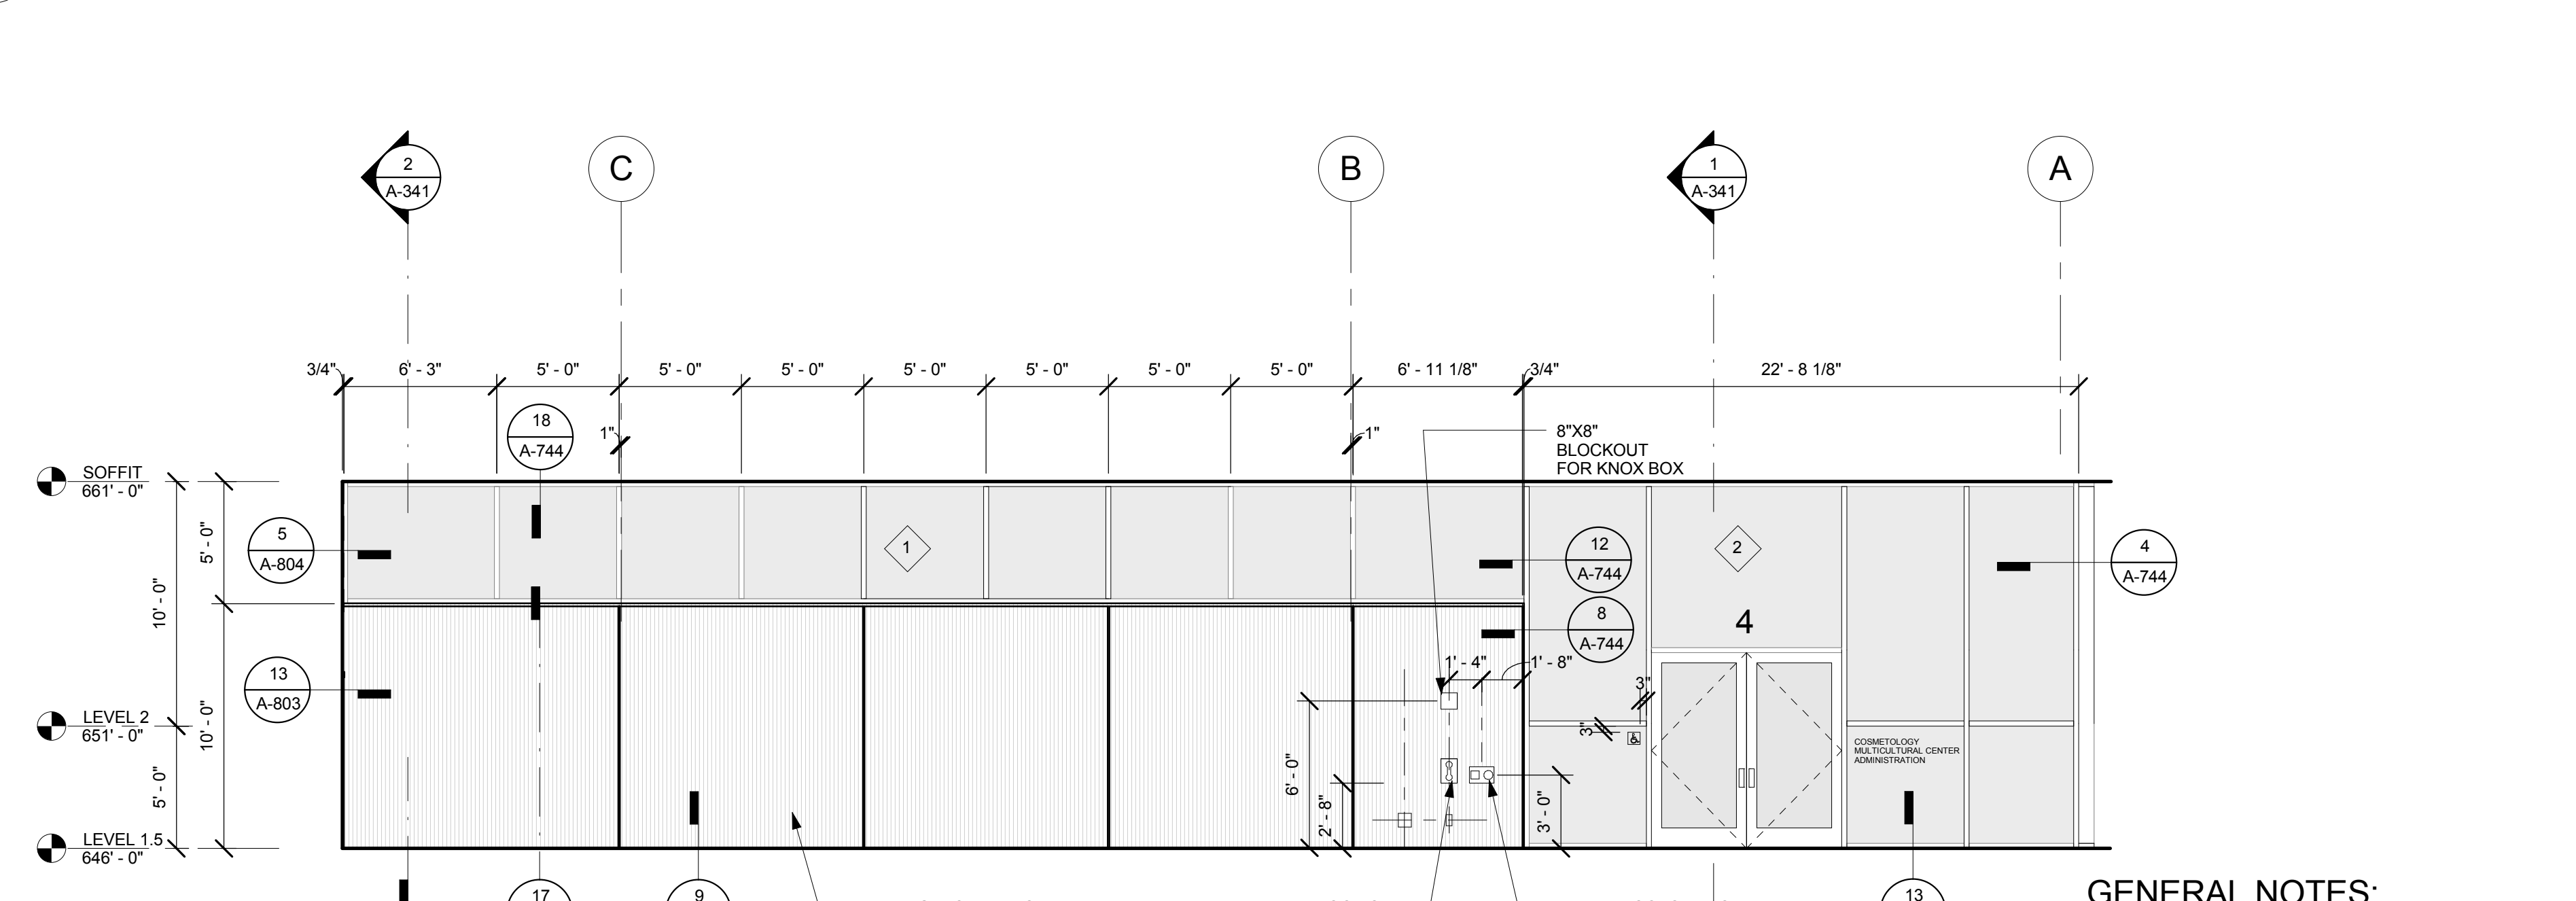 2
A-341
C
B
1
A-341
A
3/4"
6' - 3"
5' - 0"
5' - 0"
5' - 0"
5' - 0"
5' - 0"
5' - 0"
5' - 0"
6' - 11 1/8"
3/4"
22' - 8 1/8"
18
A-744
1"
1"
8"X8"
BLOCKOUT
FOR KNOX BOX
SOFFIT
661' - 0"
5' - 0"
10' - 0"
5
A-804
1
12
A-744
2
4
A-744
4
8
A-744
1' - 4"
1' - 8"
13
A-803
3"
3"
LEVEL 2
651' - 0"
10' - 0"
5' - 0"
COSMETOLOGY
MULTICULTURAL CENTER
ADMINISTRATION
6' - 0"
2' - 8"
3' - 0"
LEVEL 1.5
646' - 0"
17
9
13
GENERAL NOTES: